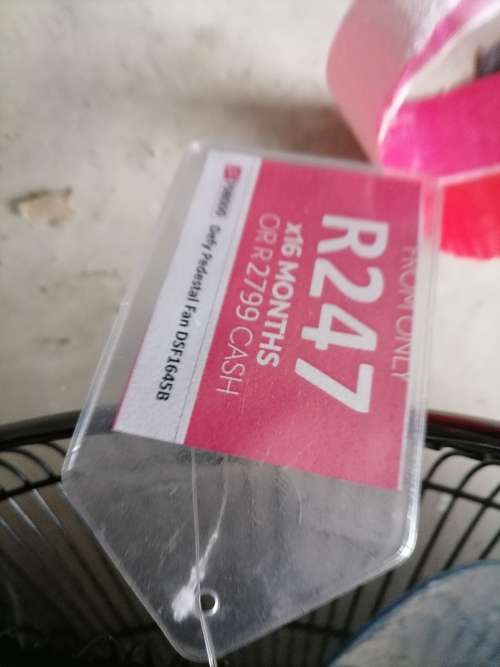 FROM ONLY
R247
x16 MONTHS
OR R2799 CASH
Defy Pedestal Fan DSF1645B